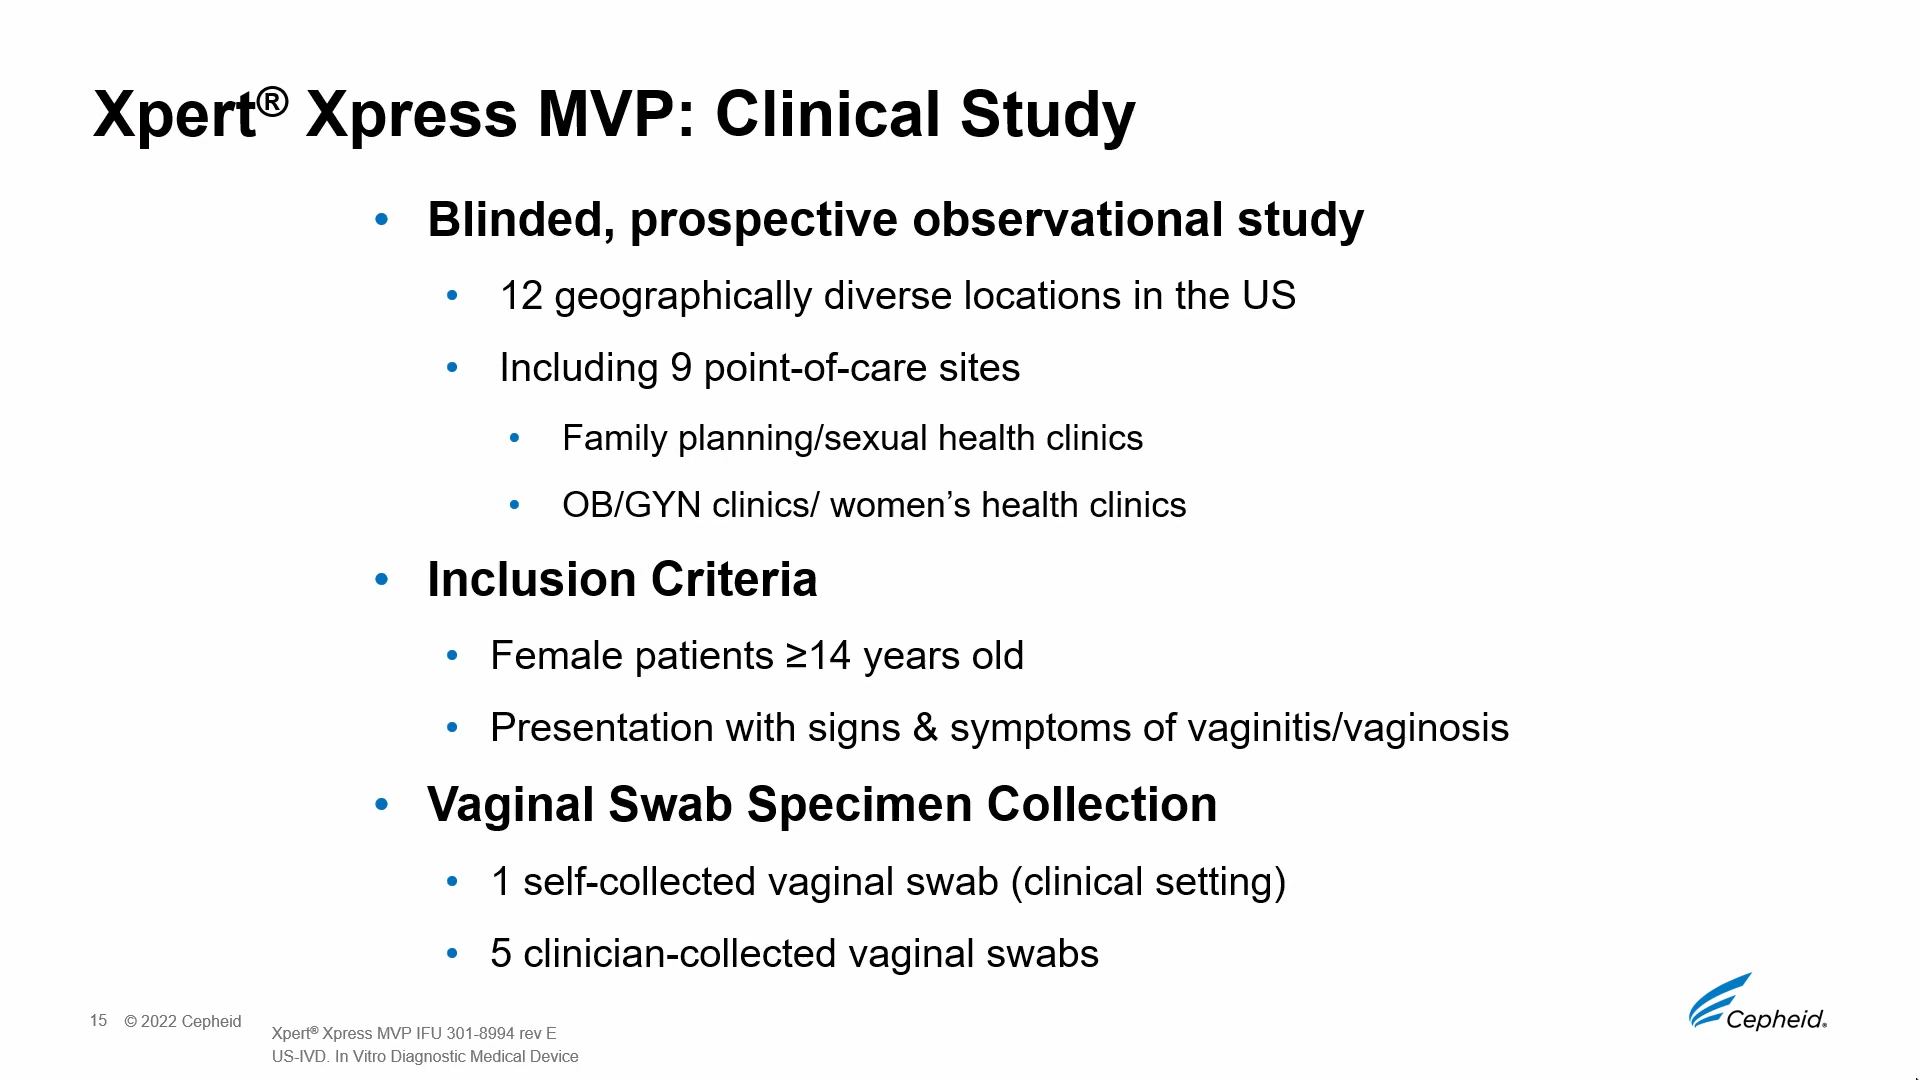 Xpert® Xpress MVP: Clinical Study
• Blinded, prospective observational study
• 12 geographically diverse locations in the US
• Including 9 point-of-care sites
• Family planning/sexual health clinics
• OB/GYN clinics/ women’s health clinics
• Inclusion Criteria
• Female patients ≥14 years old
• Presentation with signs & symptoms of vaginitis/vaginosis
• Vaginal Swab Specimen Collection
• 1 self-collected vaginal swab (clinical setting)
• 5 clinician-collected vaginal swabs
15 © 2022 Cepheid
Xpert® Xpress MVP IFU 301-8994 rev E
US-IVD. In Vitro Diagnostic Medical Device
Cepheid®